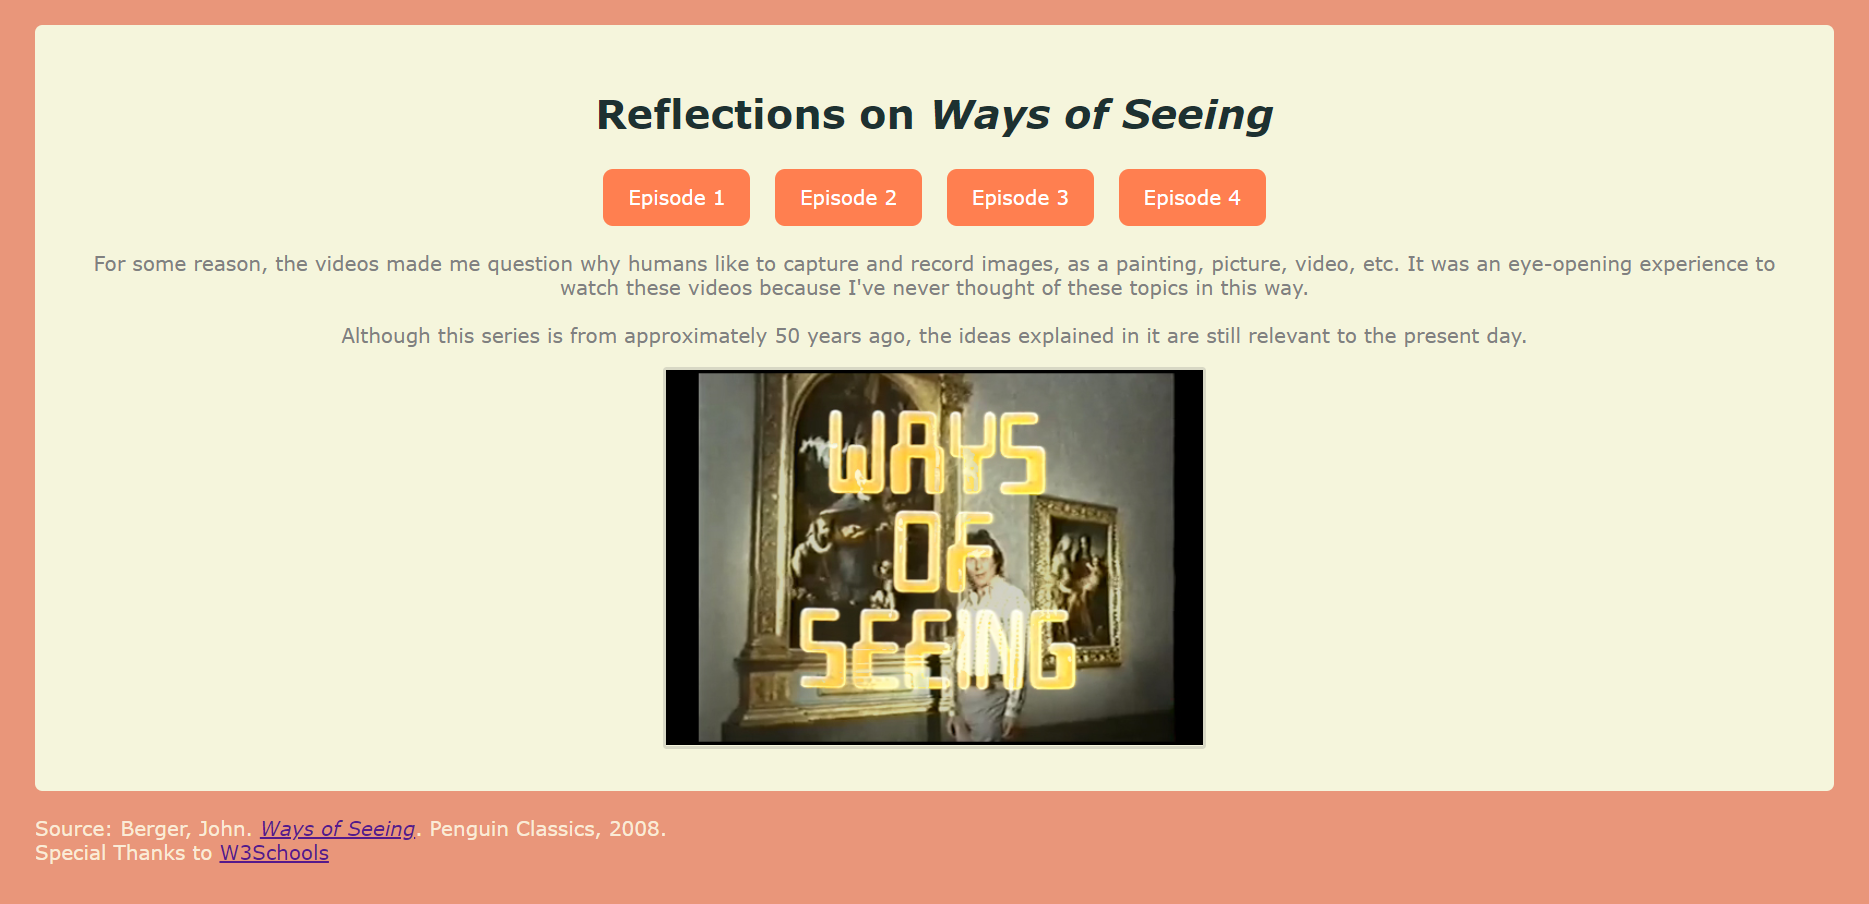 Reflections on Ways of Seeing
Episode 1
Episode 2
Episode 3
Episode 4
For some reason, the videos made me question why humans like to capture and record images, as a painting, picture, video, etc. It was an eye-opening experience to
watch these videos because I've never thought of these topics in this way.
Although this series is from approximately 50 years ago, the ideas explained in it are still relevant to the present day.
WAYS
OF
SEEING
Source: Berger, John. Ways of Seeing. Penguin Classics, 2008.
Special Thanks to W3Schools